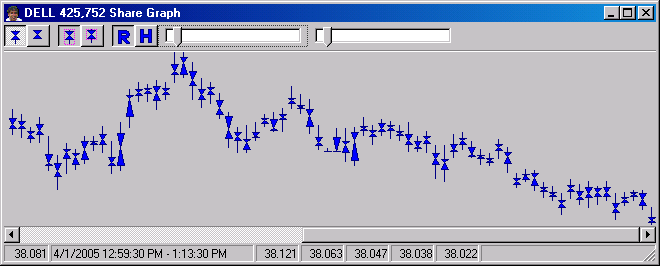 DELL 425,752 Share Graph
R H
38.081 4/1/2005 12:59:30 PM - 1:13:30 PM 38.121 38.063 38.047 38.038 38.022